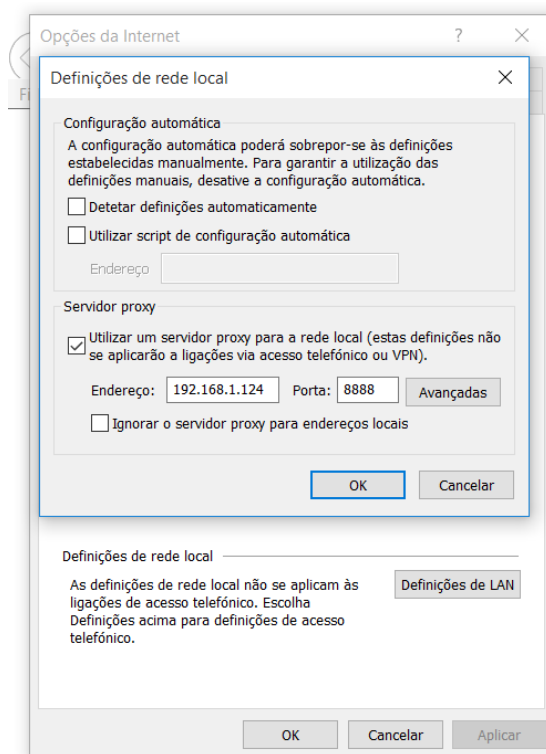 Opções da Internet
?
Fi
Definições de rede local
Configuração automática
A configuração automática poderá sobrepor-se às definições
estabelecidas manualmente. Para garantir a utilização das
definições manuais, desative a configuração automática.
Detetar definições automaticamente
Utilizar script de configuração automática
Endereço
Servidor proxy
Utilizar um servidor proxy para a rede local (estas definições não
se aplicarão a ligações via acesso telefónico ou VPN).
Endereço: 192.168.1.124 Porta: 8888 Avançadas
Ignorar o servidor proxy para endereços locais
OK Cancelar
Definições de rede local
As definições de rede local não se aplicam às
ligações de acesso telefónico. Escolha
Definições acima para definições de acesso
telefónico.
Definições de LAN
OK Cancelar Aplicar